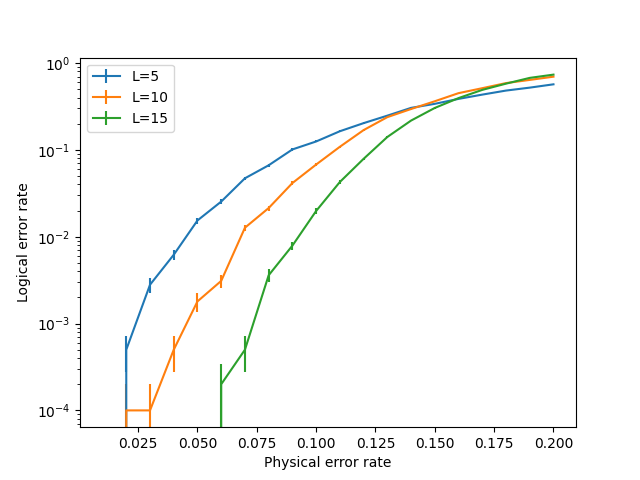 10⁰
10⁻¹
10⁻²
10⁻³
10⁻⁴
Logical error rate
L=5
L=10
L=15
0.025 0.050 0.075 0.100 0.125 0.150 0.175 0.200
Physical error rate